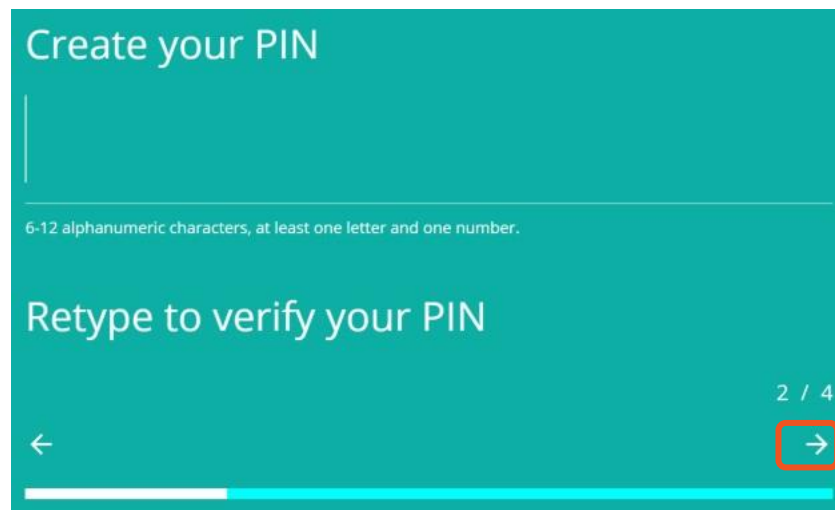 Create your PIN
6-12 alphanumeric characters, at least one letter and one number.
Retype to verify your PIN
2 / 4